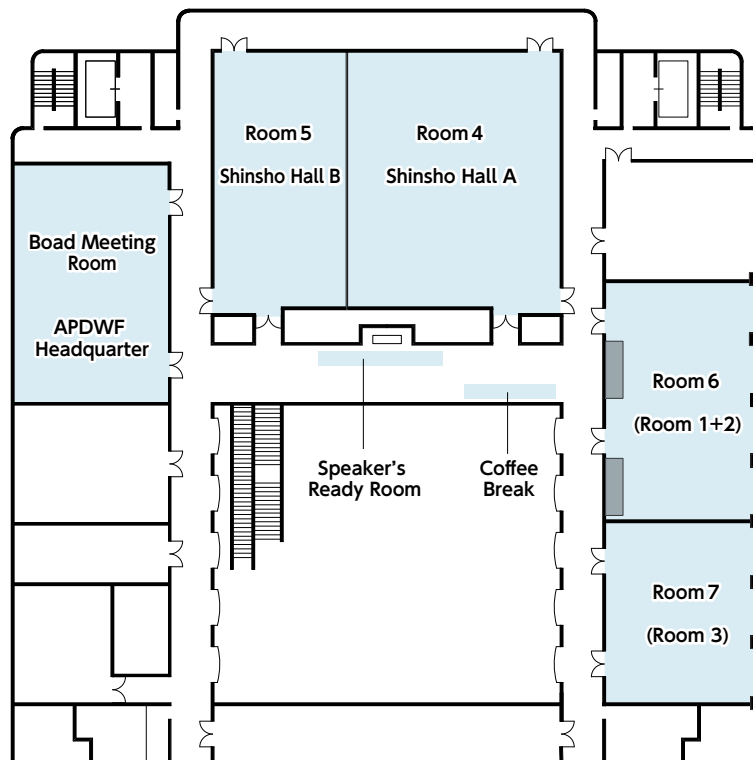 Room 5
Shinsho Hall B
Room 4
Shinsho Hall A
Boad Meeting
Room
APDWF
Headquarter
Room 6
(Room 1+2)
Speaker's
Ready Room
Coffee
Break
Room 7
(Room 3)